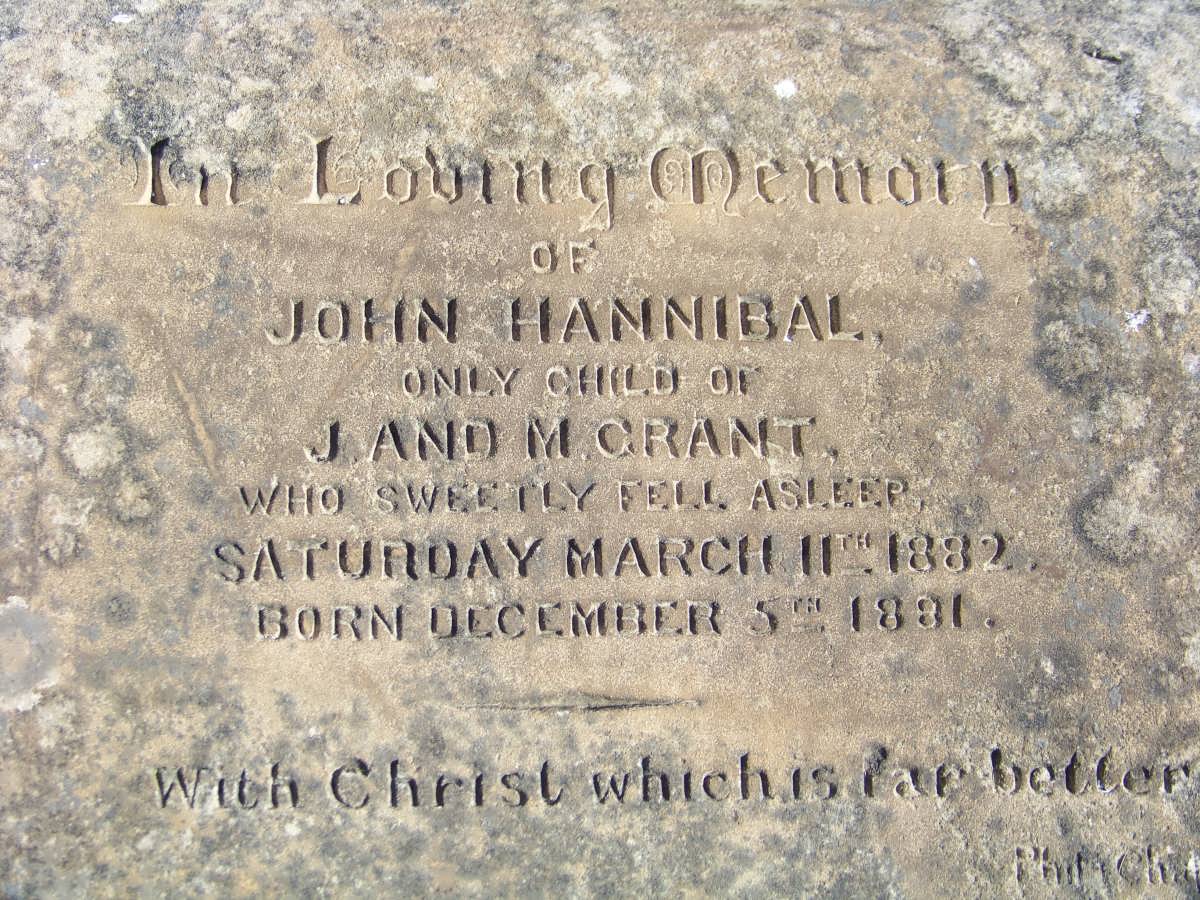 In Loving Memory
OF
JOHN HANNIBAL,
ONLY CHILD OF
J. AND M. GRANT,
WHO SWEETLY FELL ASLEEP,
SATURDAY MARCH 11TH 1882.
BORN DECEMBER 5TH 1881.
With Christ which is far better